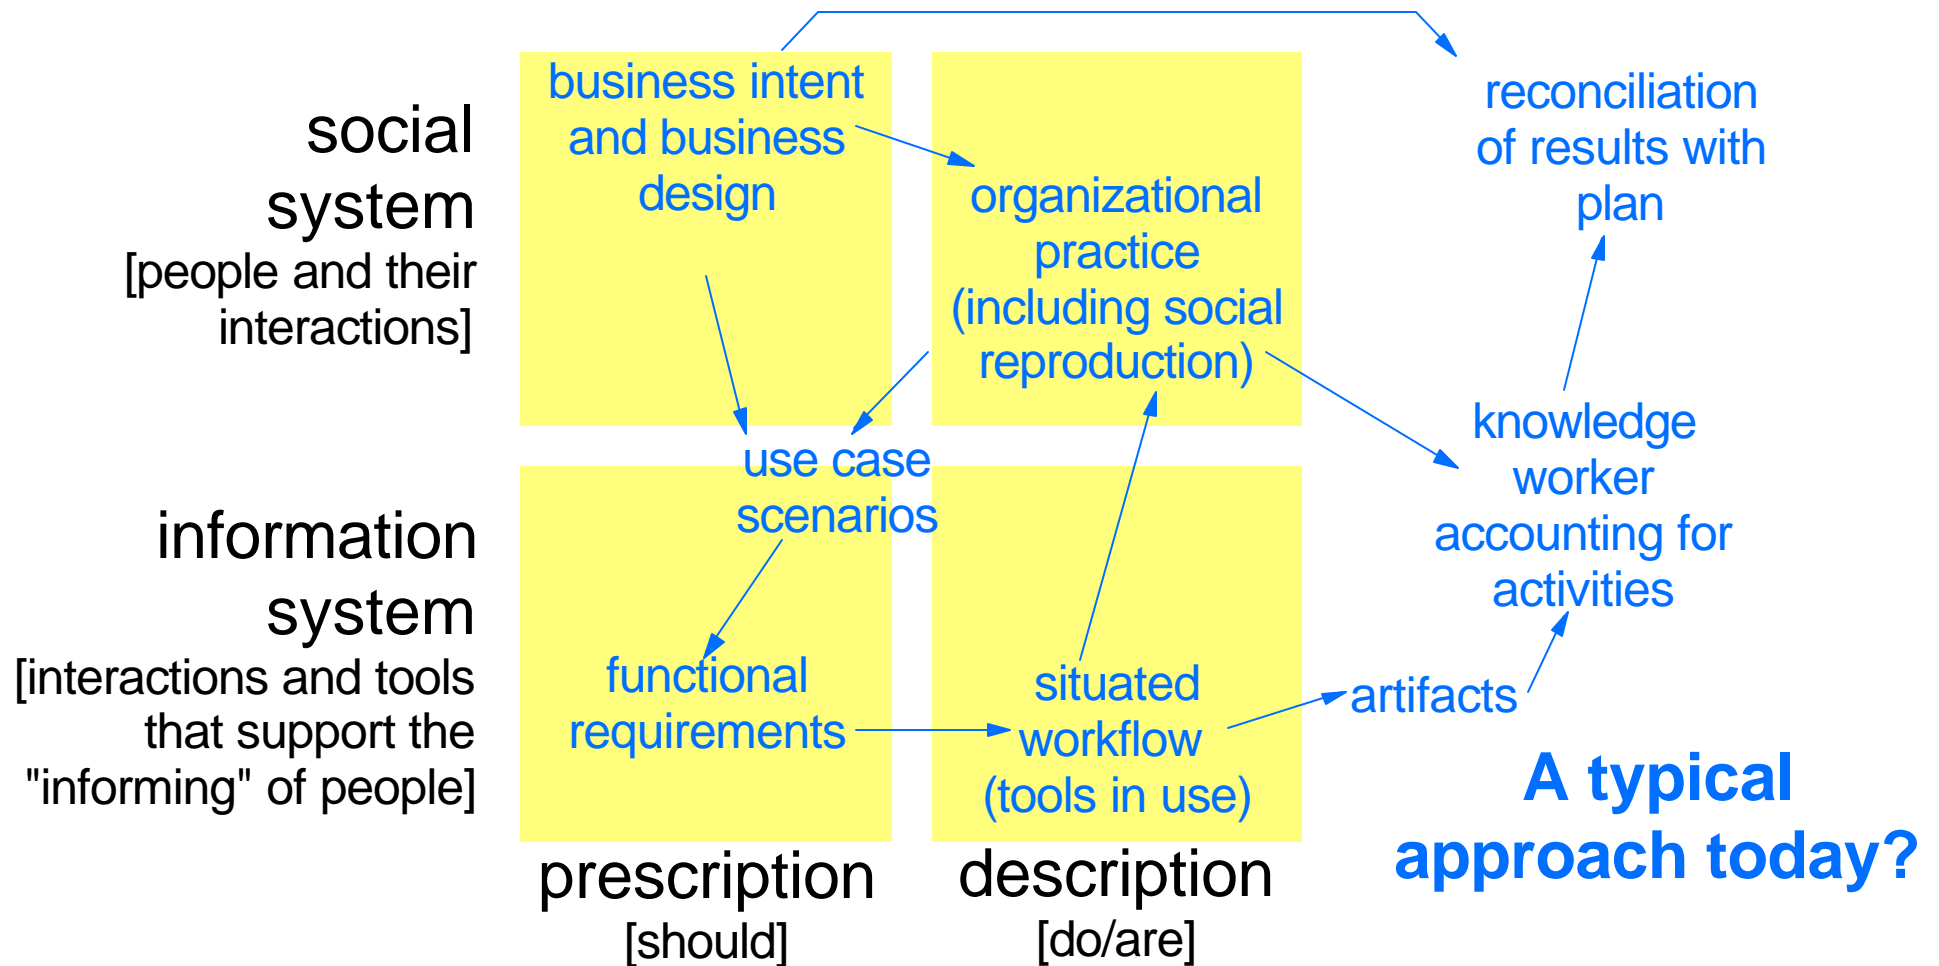 social
system
[people and their
interactions]
business intent
and business
design
organizational
practice
(including social
reproduction)
reconciliation
of results with
plan
use case
scenarios
knowledge
worker
accounting for
activities
information
system
[interactions and tools
that support the
"informing" of people]
functional
requirements
situated
workflow
(tools in use)
artifacts
A typical
approach today?
prescription
[should]
description
[do/are]